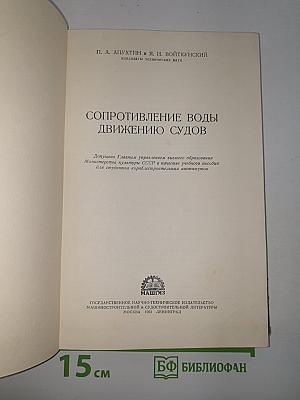 П. А. АПУХТИН и Я. И. ВОЙТКУНСКИЙ
кандидаты технических наук
СОПРОТИВЛЕНИЕ ВОДЫ
ДВИЖЕНИЮ СУДОВ
Допущено Главным управлением высшего образования
Министерства культуры СССР в качестве учебного пособия
для студентов кораблестроительных институтов
МАШГИЗ
ГОСУДАРСТВЕННОЕ НАУЧНО-ТЕХНИЧЕСКОЕ ИЗДАТЕЛЬСТВО
МАШИНОСТРОИТЕЛЬНОЙ И СУДОСТРОИТЕЛЬНОЙ ЛИТЕРАТУРЫ
МОСКВА · 1953 · ЛЕНИНГРАД
15 см
БФ БИБЛИОФАН